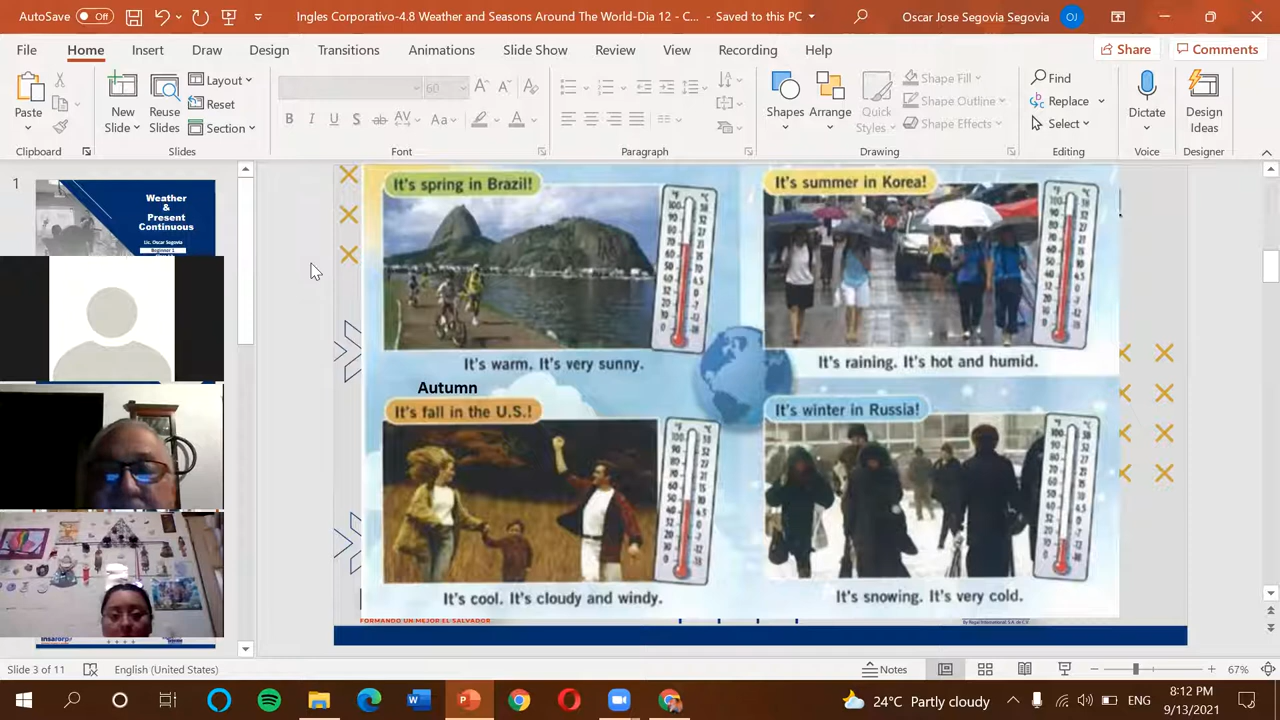 AutoSave Off Ingles Corporativo-4.8 Weather and Seasons Around The World-Dia 12 - C... - Saved to this PC Oscar Jose Segovia Segovia OJ
File Home Insert Draw Design Transitions Animations Slide Show Review View Recording Help Share Comments
Paste
New Slides
Reuse Slides
Layout
Reset
Section
Shapes
Arrange
Quick Styles
Shape Fill
Shape Outline
Shape Effects
Find
Replace
Select
Dictate
Design Ideas
Clipboard Slides Font Paragraph Drawing Editing Voice Designer
1
Weather
&
Present
Continuous
Lic. Oscar Segovia
Beginner 1
It's spring in Brazil!
It's warm. It's very sunny.
It's summer in Korea!
It's raining. It's hot and humid.
Autumn
It's fall in the U.S.!
It's cool. It's cloudy and windy.
It's winter in Russia!
It's snowing. It's very cold.
FORMANDO UN MEJOR EL SALVADOR
Slide 3 of 11 English (United States) Notes 67%
24°C Partly cloudy ENG 8:12 PM
9/13/2021